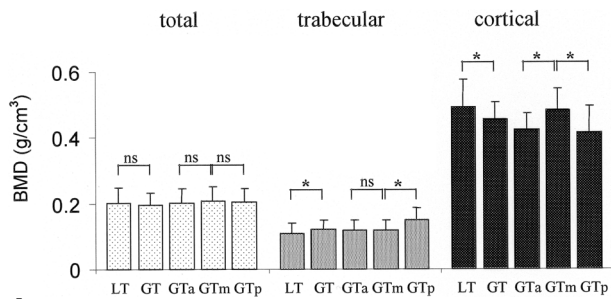 total trabecular cortical
BMD (g/cm³)
0.6
0.4
0.2
0
ns ns ns
* ns *
* * *
LT GT GTa GTm GTp LT GT GTa GTm GTp LT GT GTa GTm GTp